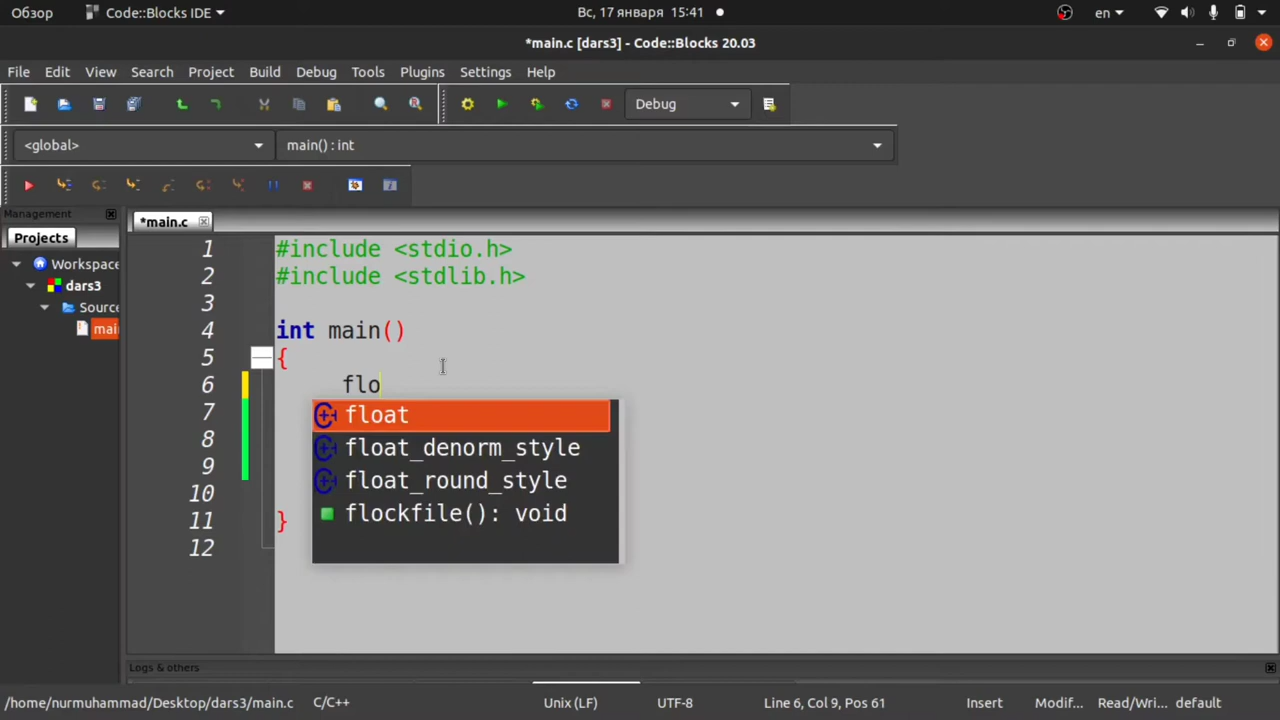 Обзор Code::Blocks IDE Вс, 17 января 15:41 en
*main.c [dars3] - Code::Blocks 20.03
File Edit View Search Project Build Debug Tools Plugins Settings Help
Debug
<global> main() : int
Management
*main.c
Projects
Workspace
dars3
Source
mai
1 #include <stdio.h>
2 #include <stdlib.h>
3
4 int main()
5 {
6 flo
7 float
8 float_denorm_style
9 float_round_style
10 flockfile(): void
11 }
12
Logs & others
/home/nurmuhammad/Desktop/dars3/main.c C/C++ Unix (LF) UTF-8 Line 6, Col 9, Pos 61 Insert Modif... Read/Wri... default